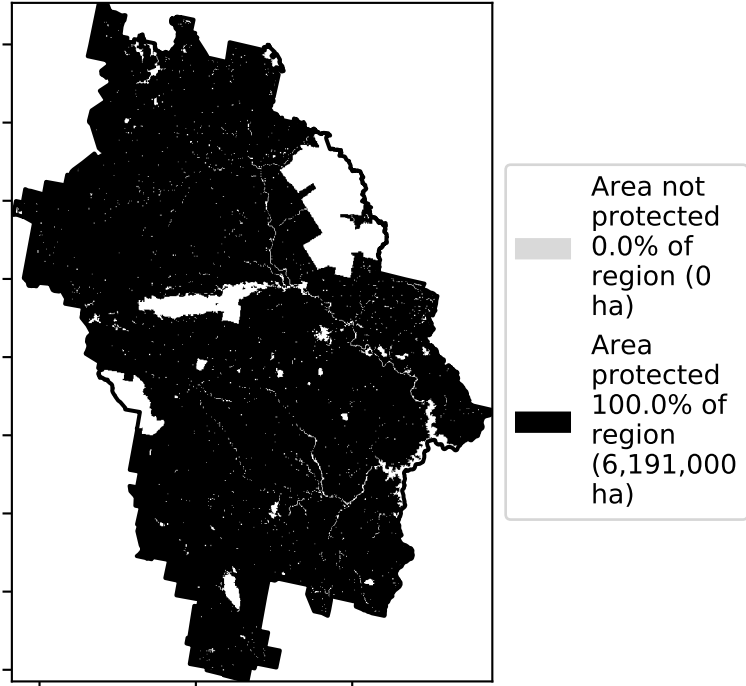 Area not
protected
0.0% of
region (0
ha)
Area
protected
100.0% of
region
(6,191,000
ha)